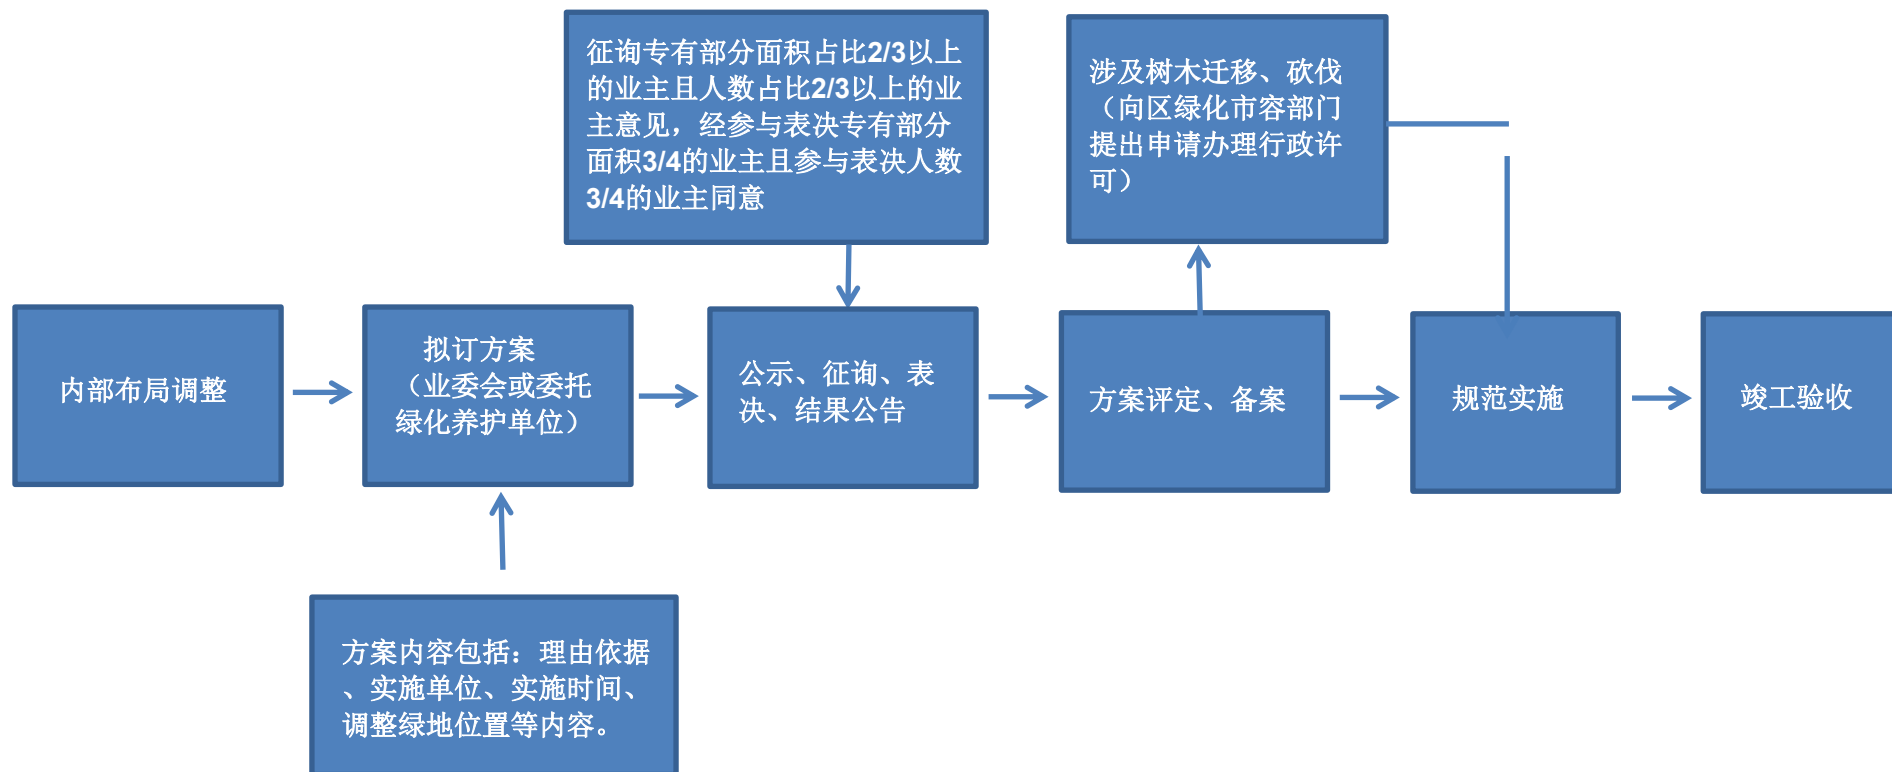 征询专有部分面积占比2/3以上
的业主且人数占比2/3以上的业
主意见，经参与表决专有部分
面积3/4的业主且参与表决人数
3/4的业主同意
涉及树木迁移、砍伐
（向区绿化市容部门
提出申请办理行政许
可）
内部布局调整
拟订方案
（业委会或委托
绿化养护单位）
公示、征询、表
决、结果公告
方案评定、备案
规范实施
竣工验收
方案内容包括：理由依据
、实施单位、实施时间、
调整绿地位置等内容。